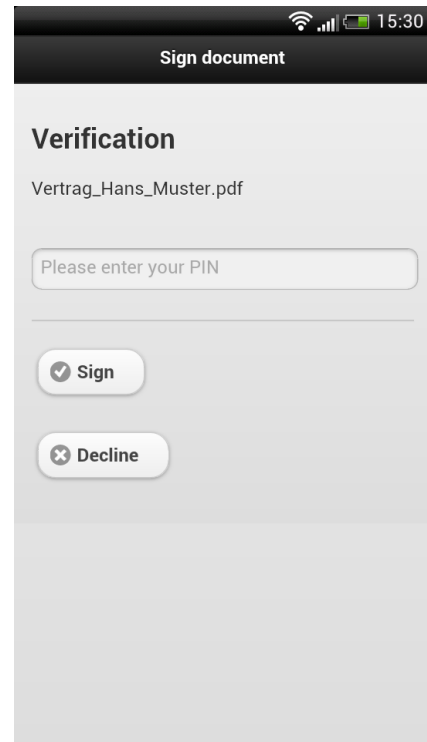 15:30
Sign document
Verification
Vertrag_Hans_Muster.pdf
Please enter your PIN
Sign
Decline